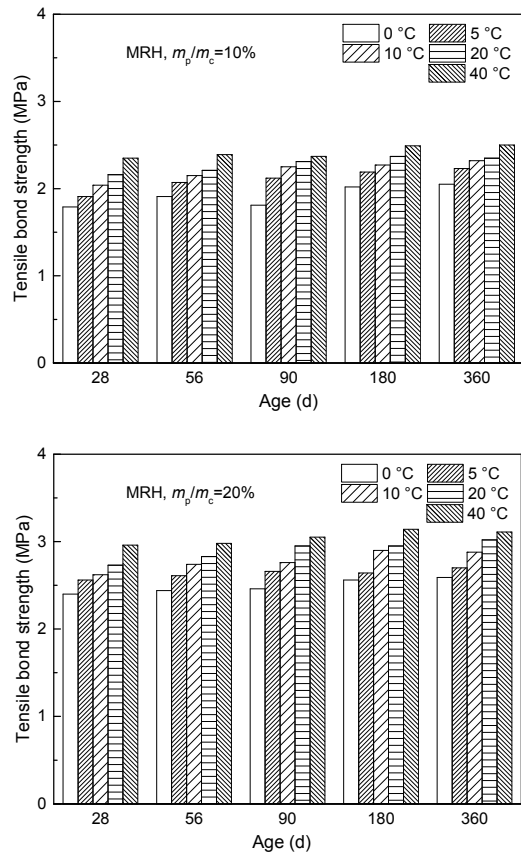 4
3
2
1
0
Tensile bond strength (MPa)
MRH, mp/mc=10%
0 °C 5 °C
10 °C 20 °C
40 °C
28 56 90 180 360
Age (d)
4
3
2
1
0
Tensile bond strength (MPa)
MRH, mp/mc=20%
0 °C 5 °C
10 °C 20 °C
40 °C
28 56 90 180 360
Age (d)